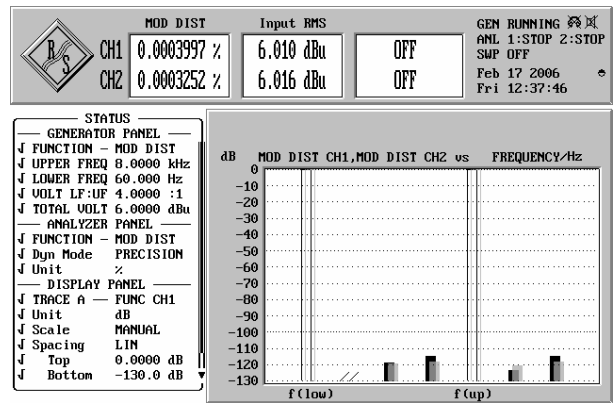 MOD DIST Input RMS
R&S CH1 0.0003997 % 6.010 dBu OFF
CH2 0.0003252 % 6.016 dBu OFF
GEN RUNNING
ANL 1:STOP 2:STOP
SWP OFF
Feb 17 2006
Fri 12:37:46
STATUS
GENERATOR PANEL
√ FUNCTION - MOD DIST
√ UPPER FREQ 8.0000 kHz
√ LOWER FREQ 60.000 Hz
√ VOLT LF:UF 4.0000 :1
√ TOTAL VOLT 6.0000 dBu
ANALYZER PANEL
√ FUNCTION - MOD DIST
√ Dyn Mode PRECISION
√ Unit %
DISPLAY PANEL
√ TRACE A — FUNC CH1
√ Unit dB
√ Scale MANUAL
√ Spacing LIN
√ Top 0.0000 dB
√ Bottom -130.0 dB
dB MOD DIST CH1,MOD DIST CH2 vs FREQUENCY/Hz
0
-10
-20
-30
-40
-50
-60
-70
-80
-90
-100
-110
-120
-130
f(low) f(up)